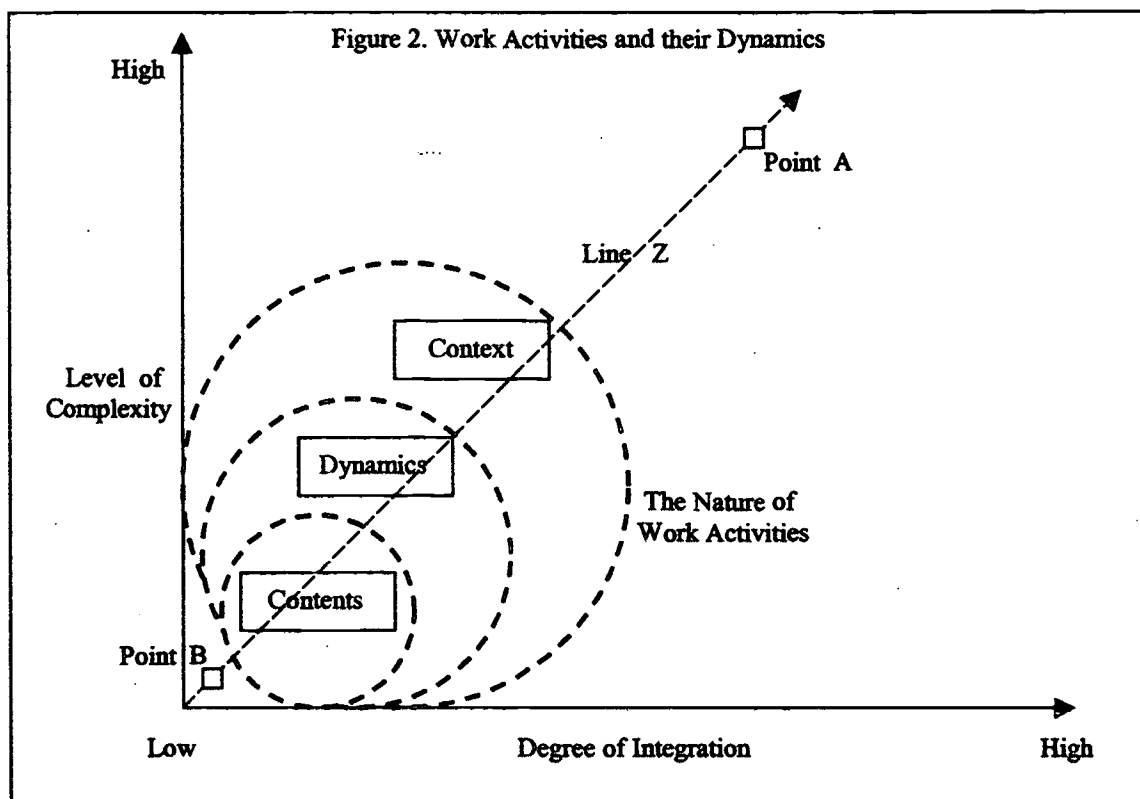 Figure 2. Work Activities and their Dynamics
High
Point A
Line Z
Context
Level of
Complexity
Dynamics
The Nature of
Work Activities
Contents
Point B
Low
Degree of Integration
High